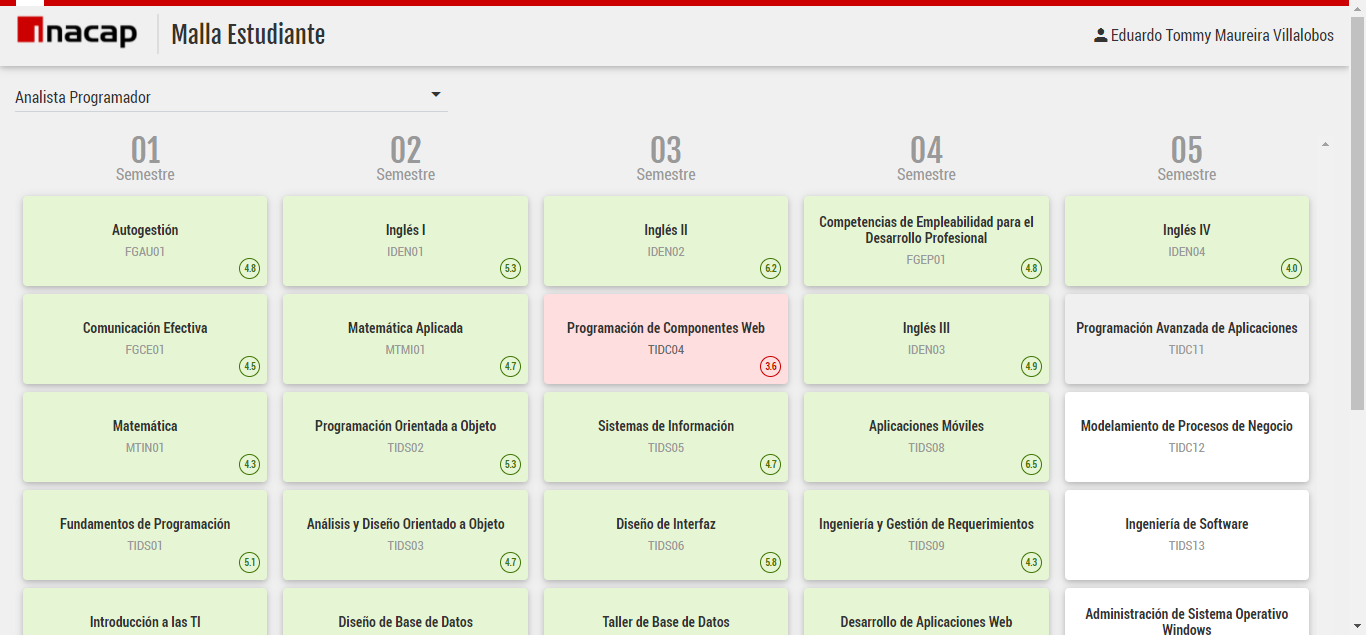 inacap
Malla Estudiante
Eduardo Tommy Maureira Villalobos
Analista Programador
01
Semestre
02
Semestre
03
Semestre
04
Semestre
05
Semestre
Autogestión
FGAU01
4.8
Inglés I
IDEN01
5.3
Inglés II
IDEN02
6.2
Competencias de Empleabilidad para el
Desarrollo Profesional
FGEP01
4.8
Inglés IV
IDEN04
4.0
Comunicación Efectiva
FGCE01
4.5
Matemática Aplicada
MTMI01
4.7
Programación de Componentes Web
TIDC04
3.6
Inglés III
IDEN03
4.9
Programación Avanzada de Aplicaciones
TIDC11
Matemática
MTIN01
4.3
Programación Orientada a Objeto
TIDS02
5.3
Sistemas de Información
TIDS05
4.7
Aplicaciones Móviles
TIDS08
6.5
Modelamiento de Procesos de Negocio
TIDC12
Fundamentos de Programación
TIDS01
5.1
Análisis y Diseño Orientado a Objeto
TIDS03
4.7
Diseño de Interfaz
TIDS06
5.8
Ingeniería y Gestión de Requerimientos
TIDS09
4.3
Ingeniería de Software
TIDS13
Introducción a las TI
Diseño de Base de Datos
Taller de Base de Datos
Desarrollo de Aplicaciones Web
Administración de Sistema Operativo
Windows